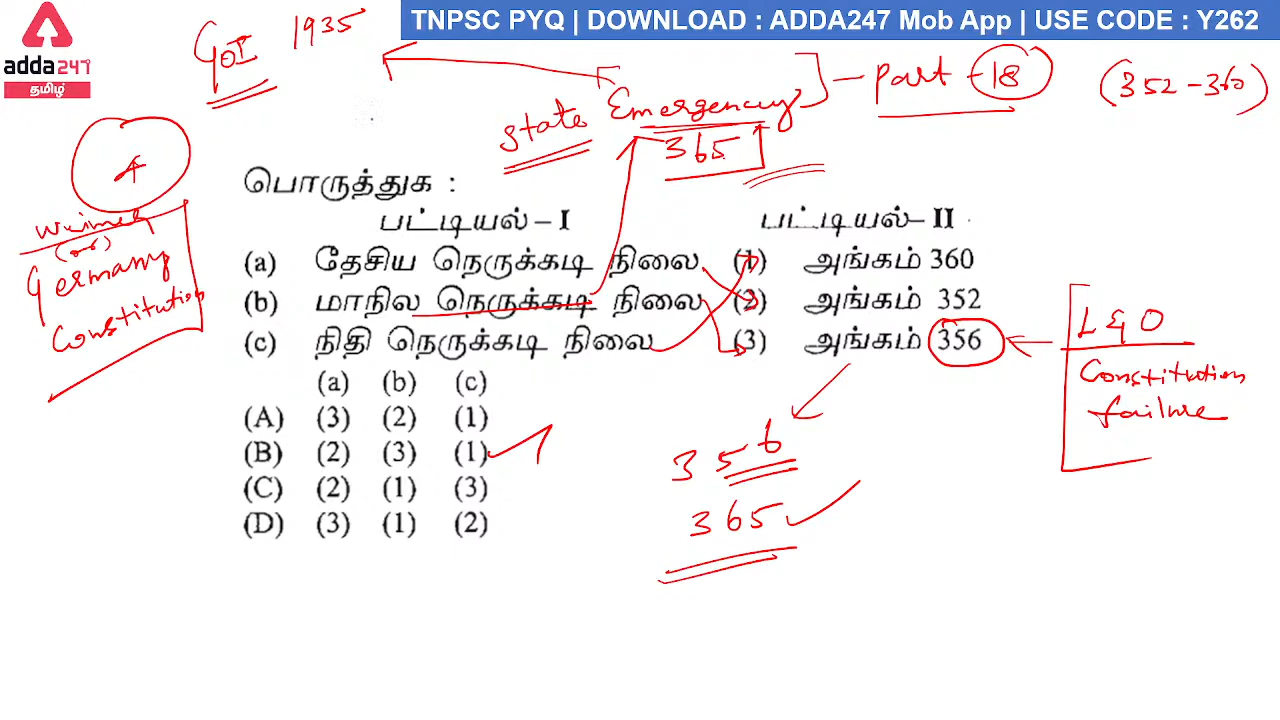 TNPSC PYQ | DOWNLOAD : ADDA247 Mob App | USE CODE : Y262
adda247
தமிழ்
GOI 1935
state Emergency
365
part - 18
(352 - 360)
4
பொருத்துக :
பட்டியல் – I பட்டியல் – II
(a) தேசிய நெருக்கடி நிலை (1) அங்கம் 360
(b) மாநில நெருக்கடி நிலை (2) அங்கம் 352
(c) நிதி நெருக்கடி நிலை (3) அங்கம் 356
(a) (b) (c)
(A) (3) (2) (1)
(B) (2) (3) (1)
(C) (2) (1) (3)
(D) (3) (1) (2)
Germany
Constitution
L & O
Constitution
failure
356
365